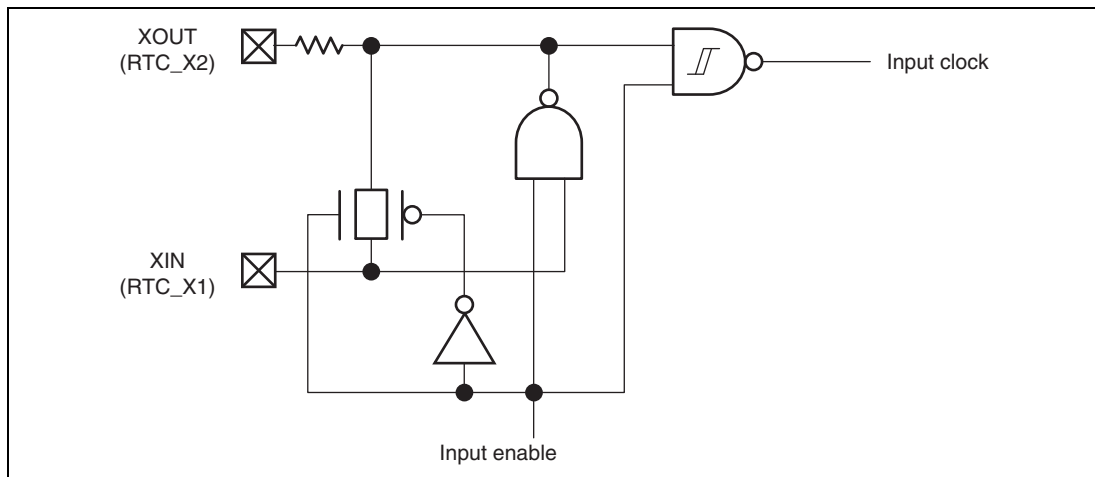 XOUT
(RTC_X2)
Input clock
XIN
(RTC_X1)
Input enable